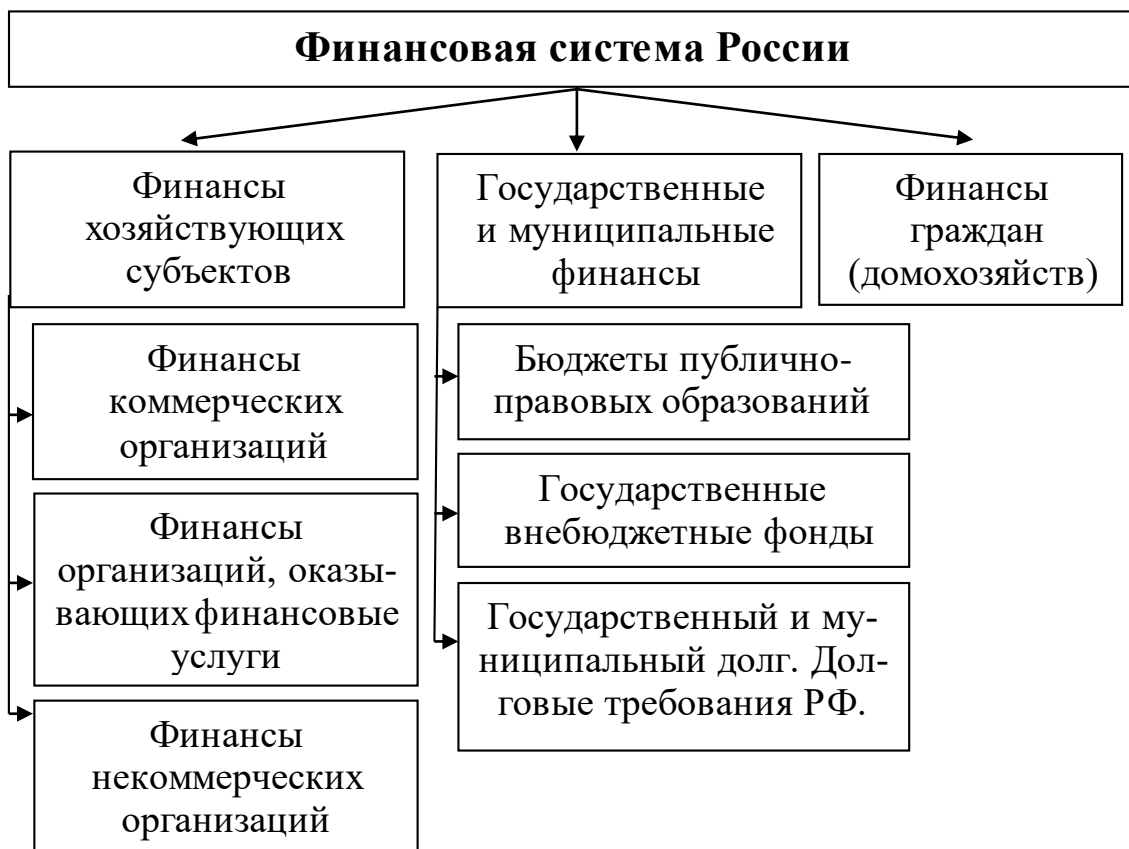 Финансовая система России
Финансы
хозяйствующих
субъектов
Государственные
и муниципальные
финансы
Финансы
граждан
(домохозяйств)
Финансы
коммерческих
организаций
Финансы
организаций, оказы-
вающих финансовые
услуги
Финансы
некоммерческих
организаций
Бюджеты публично-
правовых образований
Государственные
внебюджетные фонды
Государственный и му-
ниципальный долг. Дол-
говые требования РФ.